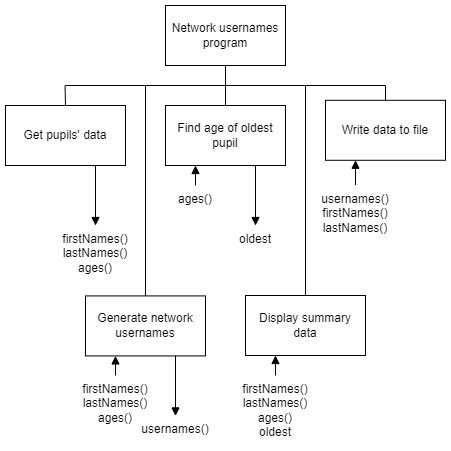 Network usernames
program
Get pupils' data
Find age of oldest
pupil
Write data to file
ages()
usernames()
firstNames()
lastNames()
firstNames()
lastNames()
ages()
oldest
Generate network
usernames
Display summary
data
firstNames()
lastNames()
ages()
usernames()
firstNames()
lastNames()
ages()
oldest